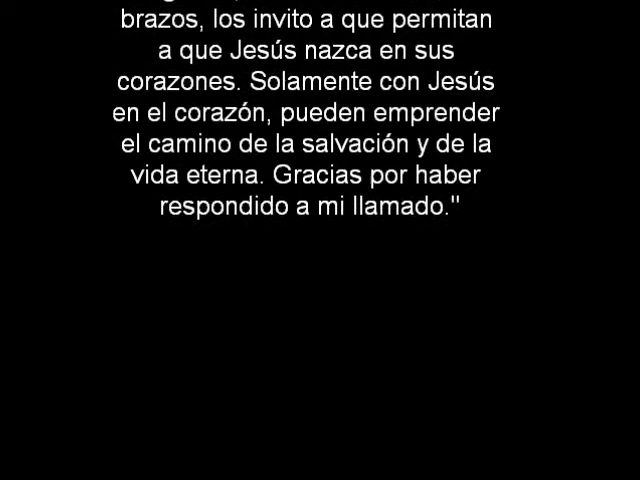 brazos, los invito a que permitan
a que Jesús nazca en sus
corazones. Solamente con Jesús
en el corazón, pueden emprender
el camino de la salvación y de la
vida eterna. Gracias por haber
respondido a mi llamado."